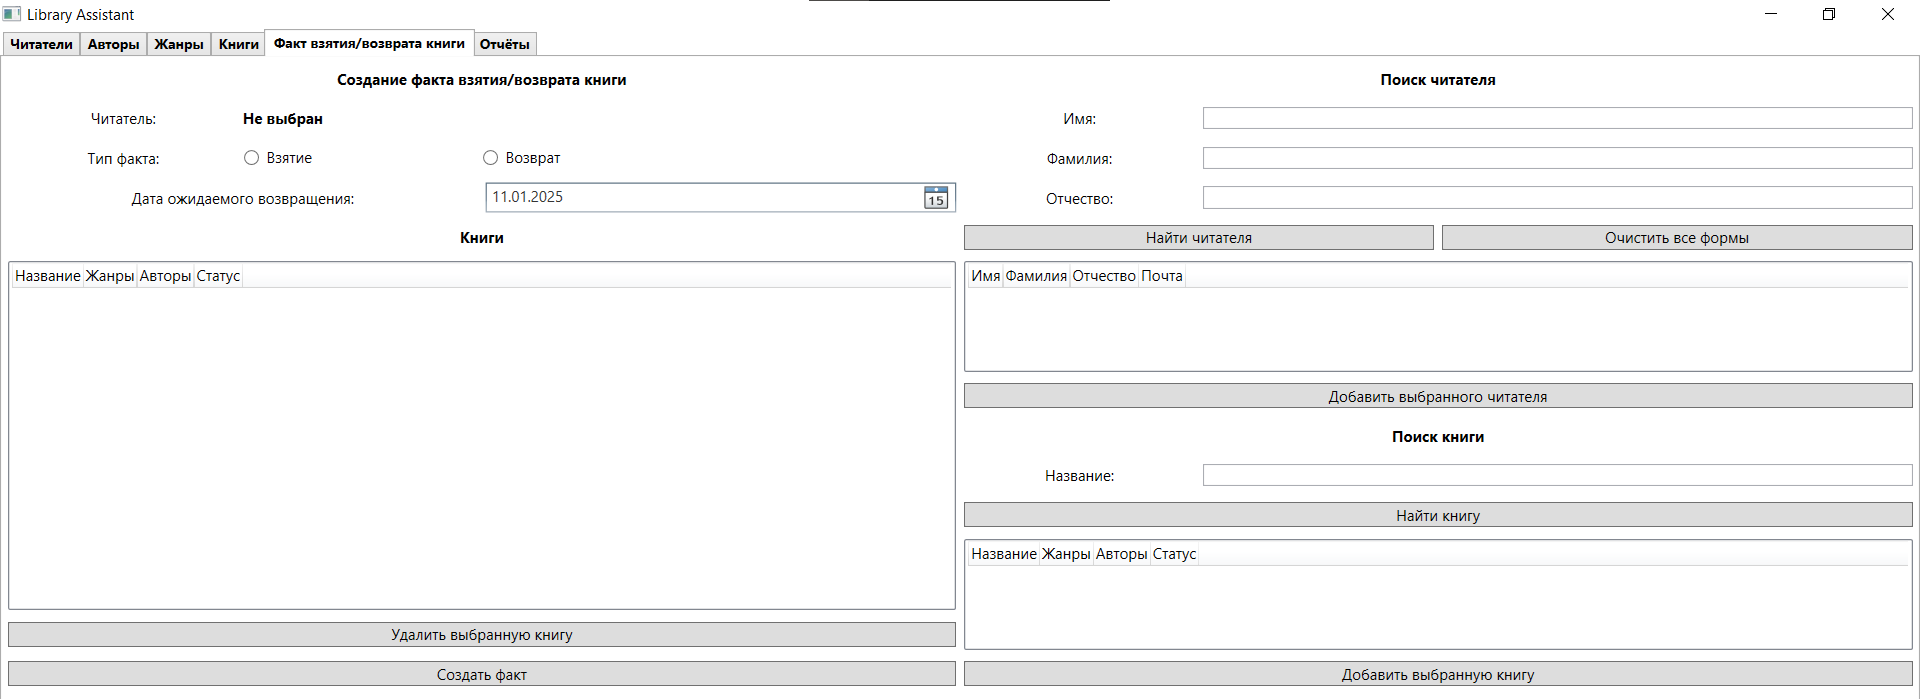 Library Assistant
Читатели Авторы Жанры Книги Факт взятия/возврата книги Отчёты
Создание факта взятия/возврата книги
Читатель: Не выбран
Тип факта: Взятие Возврат
Дата ожидаемого возвращения: 11.01.2025 15
Книги
Название Жанры Авторы Статус
Удалить выбранную книгу
Создать факт
Поиск читателя
Имя:
Фамилия:
Отчество:
Найти читателя Очистить все формы
Имя Фамилия Отчество Почта
Добавить выбранного читателя
Поиск книги
Название:
Найти книгу
Название Жанры Авторы Статус
Добавить выбранную книгу